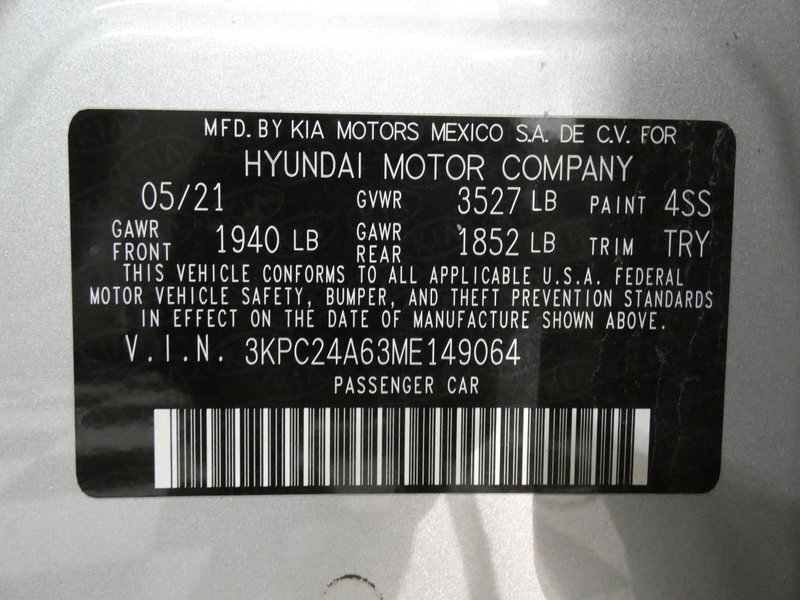 MFD. BY KIA MOTORS MEXICO S.A. DE C.V. FOR
HYUNDAI MOTOR COMPANY
05/21 GVWR 3527 LB PAINT 4SS
GAWR FRONT 1940 LB GAWR REAR 1852 LB TRIM TRY
THIS VEHICLE CONFORMS TO ALL APPLICABLE U.S.A. FEDERAL
MOTOR VEHICLE SAFETY, BUMPER, AND THEFT PREVENTION STANDARDS
IN EFFECT ON THE DATE OF MANUFACTURE SHOWN ABOVE.
V.I.N. 3KPC24A63ME149064
PASSENGER CAR